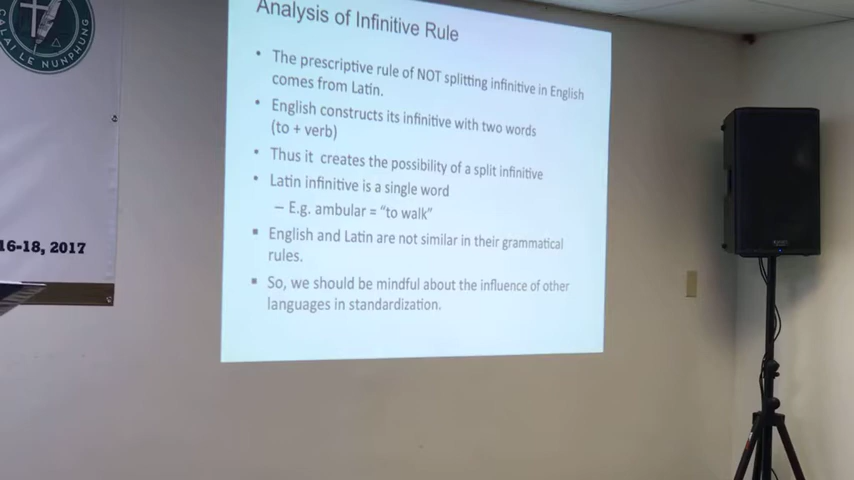 Analysis of Infinitive Rule
• The prescriptive rule of NOT splitting infinitive in English
comes from Latin.
• English constructs its infinitive with two words
(to + verb)
• Thus it creates the possibility of a split infinitive
• Latin infinitive is a single word
– E.g. ambular = “to walk”
▪ English and Latin are not similar in their grammatical
rules.
▪ So, we should be mindful about the influence of other
languages in standardization.
CALAI LE NUNPHUNG
16-18, 2017